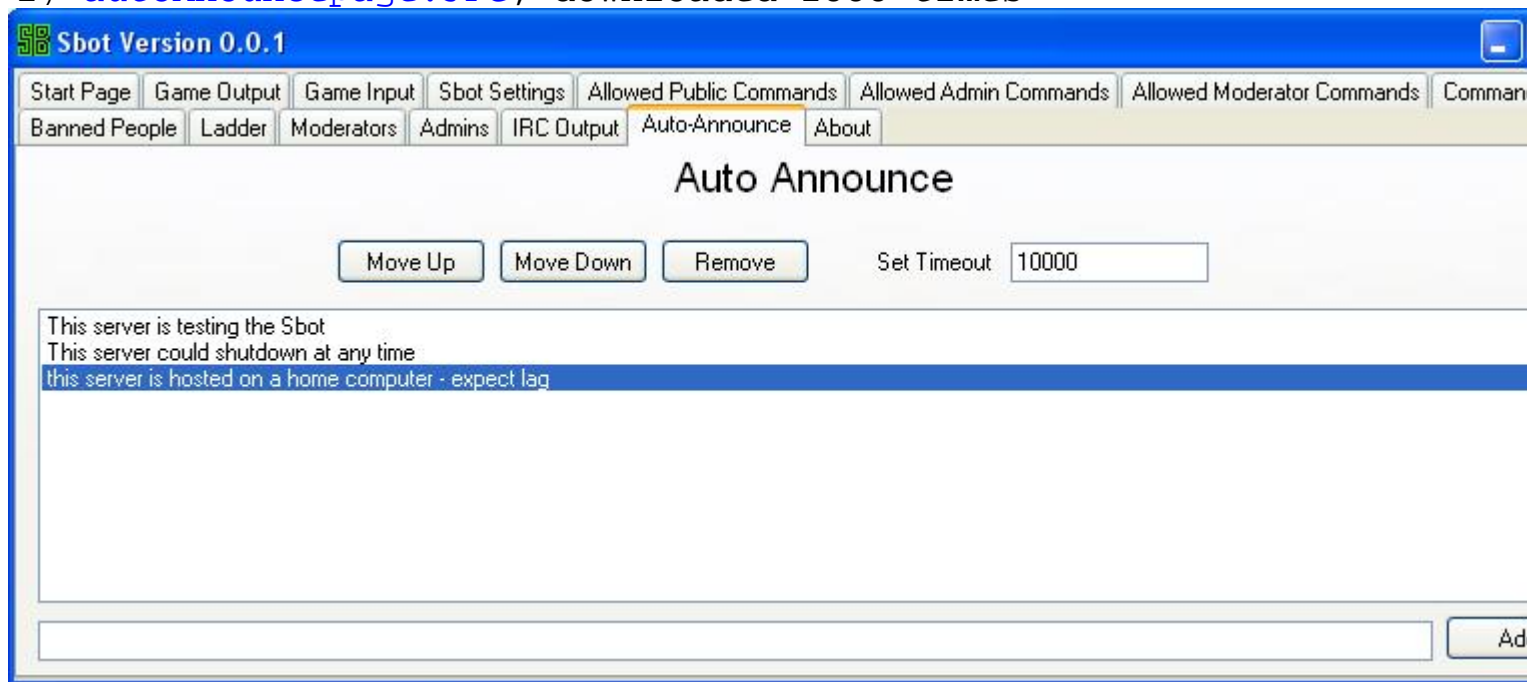 Sbot Version 0.0.1
Start Page Game Output Game Input Sbot Settings Allowed Public Commands Allowed Admin Commands Allowed Moderator Commands
Banned People Ladder Moderators Admins IRC Output Auto-Announce About
Auto Announce
Move Up Move Down Remove Set Timeout 10000
This server is testing the Sbot
This server could shutdown at any time
this server is hosted on a home computer - expect lag